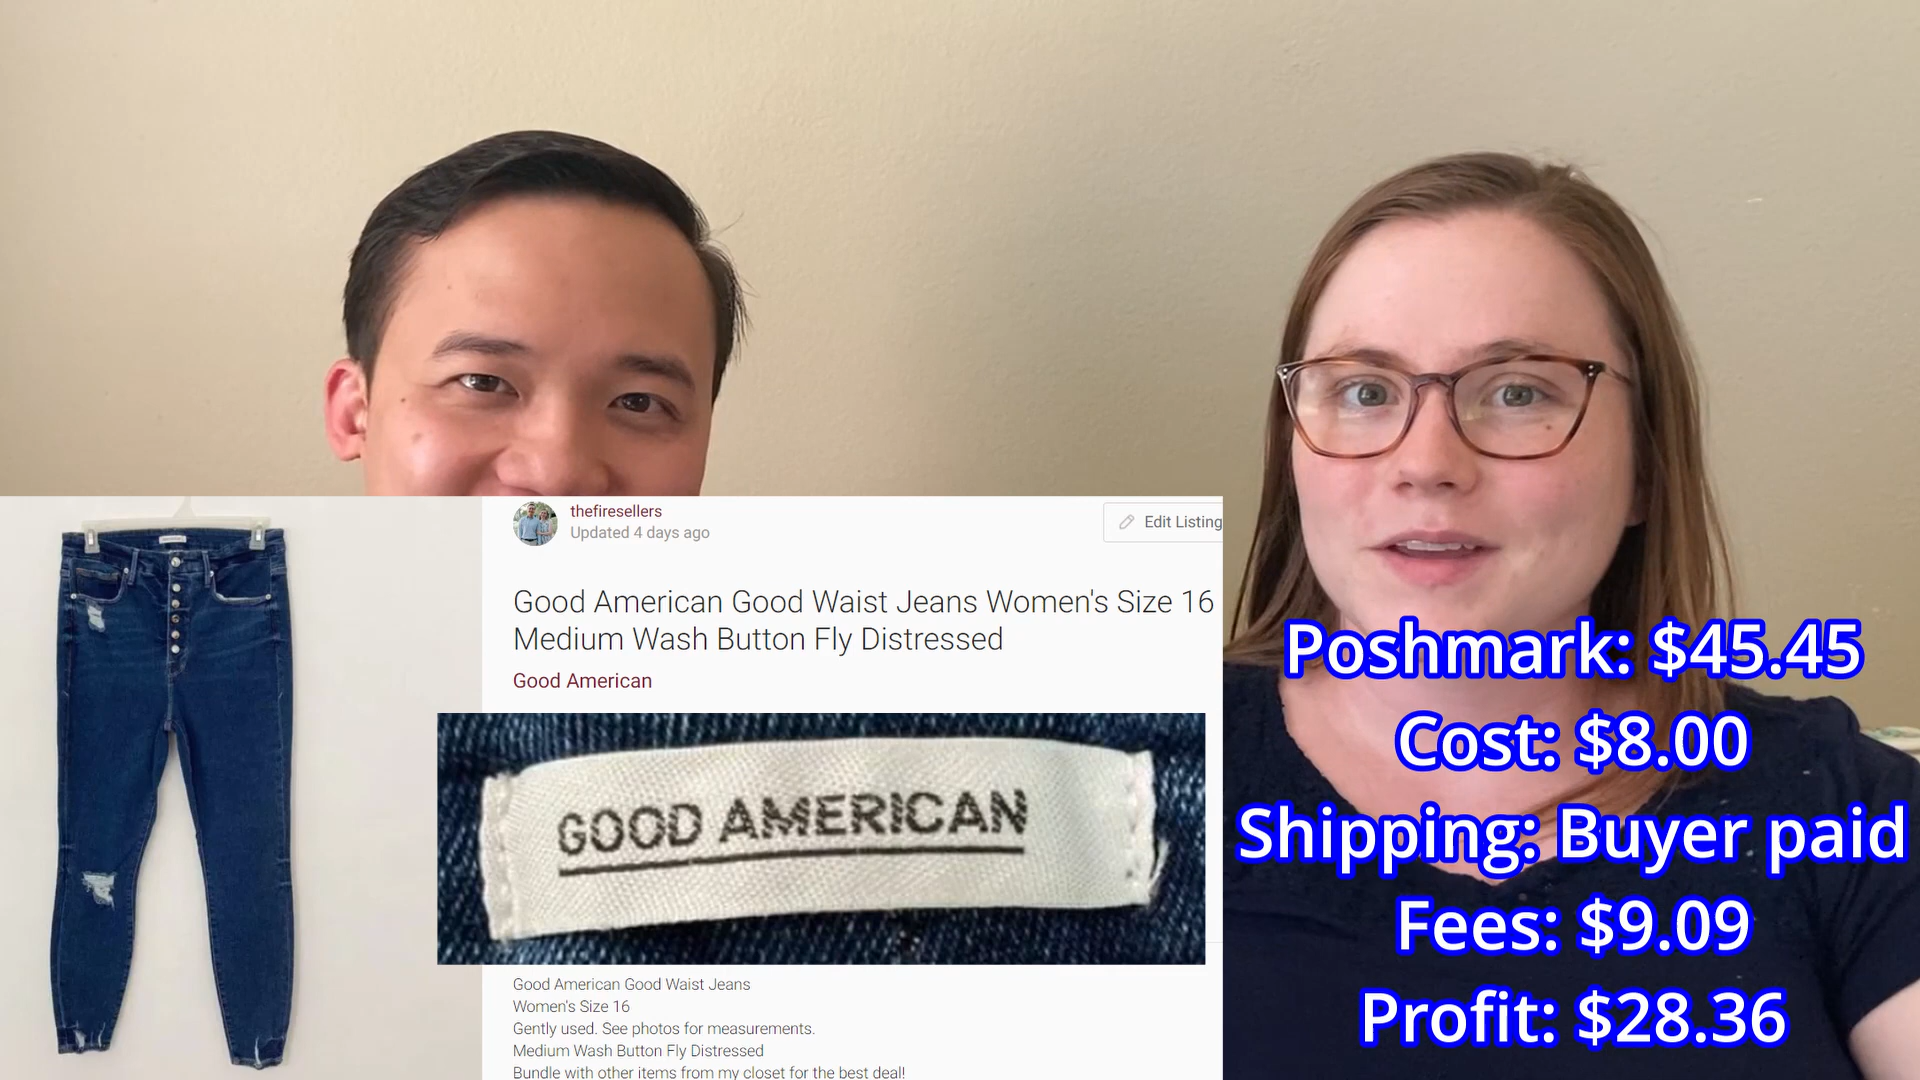 thefiresellers
Updated 4 days ago
Edit Listing
Good American Good Waist Jeans Women's Size 16
Medium Wash Button Fly Distressed
Good American
GOOD AMERICAN
Good American Good Waist Jeans
Women's Size 16
Gently used. See photos for measurements.
Medium Wash Button Fly Distressed
Bundle with other items from my closet for the best deal!
Poshmark: $45.45
Cost: $8.00
Shipping: Buyer paid
Fees: $9.09
Profit: $28.36